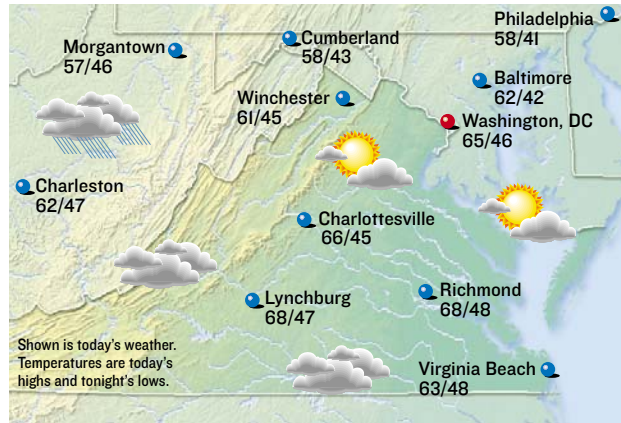 Philadelphia
58/41
Morgantown
57/46
Cumberland
58/43
Baltimore
62/42
Winchester
61/45
Washington, DC
65/46
Charleston
62/47
Charlottesville
66/45
Lynchburg
68/47
Richmond
68/48
Shown is today's weather.
Temperatures are today's
highs and tonight's lows.
Virginia Beach
63/48